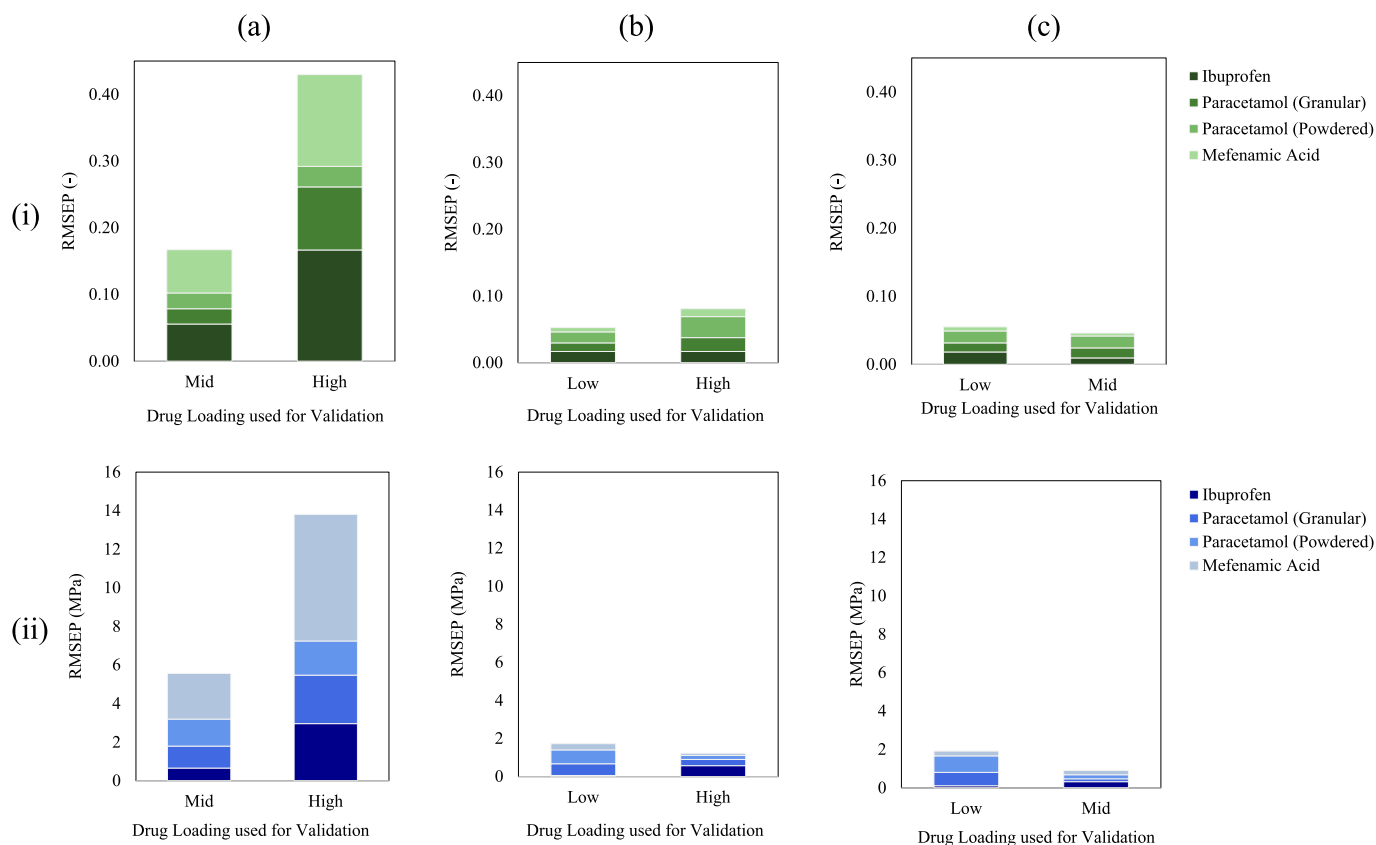 (a)
(b)
(c)
(i)
RMSEP (-)
0.40
0.30
0.20
0.10
0.00
Mid
High
Drug Loading used for Validation
RMSEP (-)
0.40
0.30
0.20
0.10
0.00
Low
High
Drug Loading used for Validation
RMSEP (-)
0.40
0.30
0.20
0.10
0.00
Low
Mid
Drug Loading used for Validation
Ibuprofen
Paracetamol (Granular)
Paracetamol (Powdered)
Mefenamic Acid
(ii)
RMSEP (MPa)
16
14
12
10
8
6
4
2
0
Mid
High
Drug Loading used for Validation
RMSEP (MPa)
16
14
12
10
8
6
4
2
0
Low
High
Drug Loading used for Validation
RMSEP (MPa)
16
14
12
10
8
6
4
2
0
Low
Mid
Drug Loading used for Validation
Ibuprofen
Paracetamol (Granular)
Paracetamol (Powdered)
Mefenamic Acid